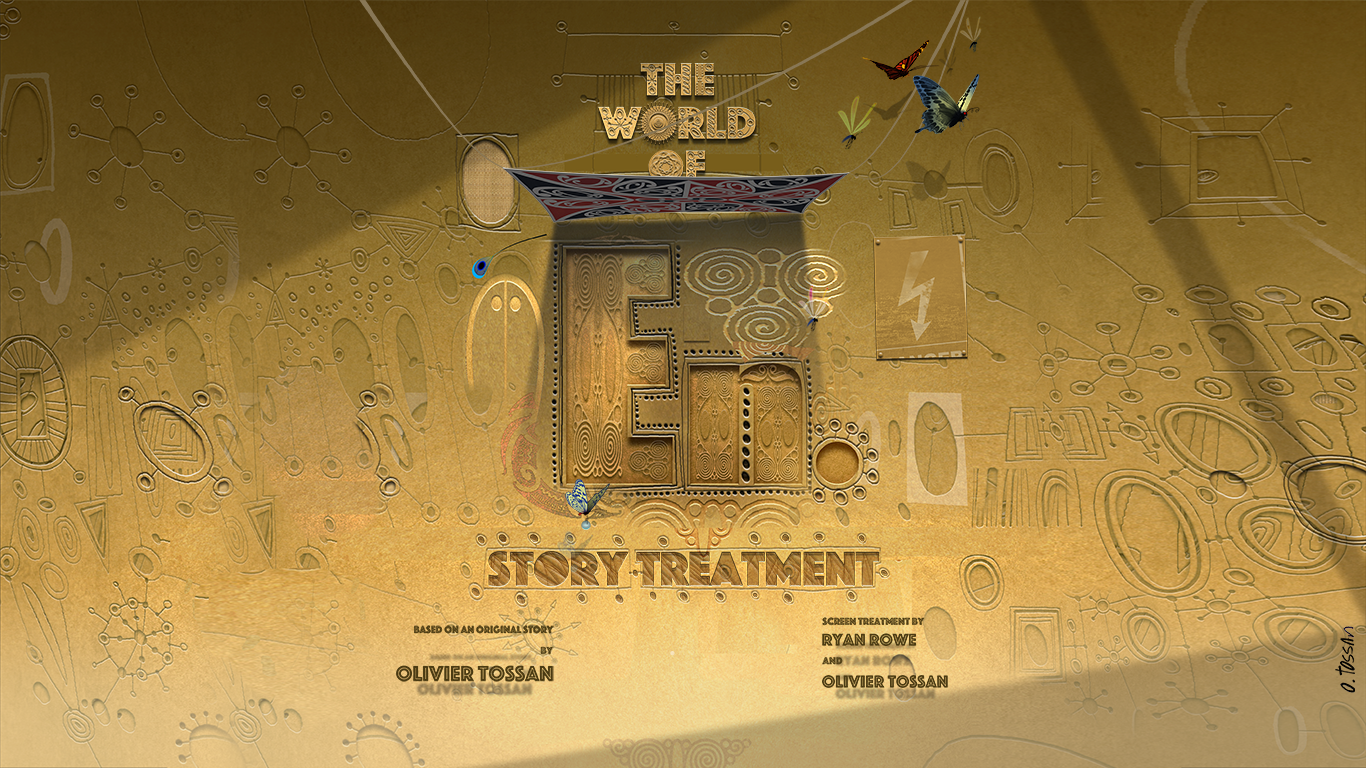 THE
WORLD
OF
En
STORY TREATMENT
BASED ON AN ORIGINAL STORY
BY
OLIVIER TOSSAN
SCREEN TREATMENT BY
RYAN ROWE
AND
OLIVIER TOSSAN
O. TOSSAN